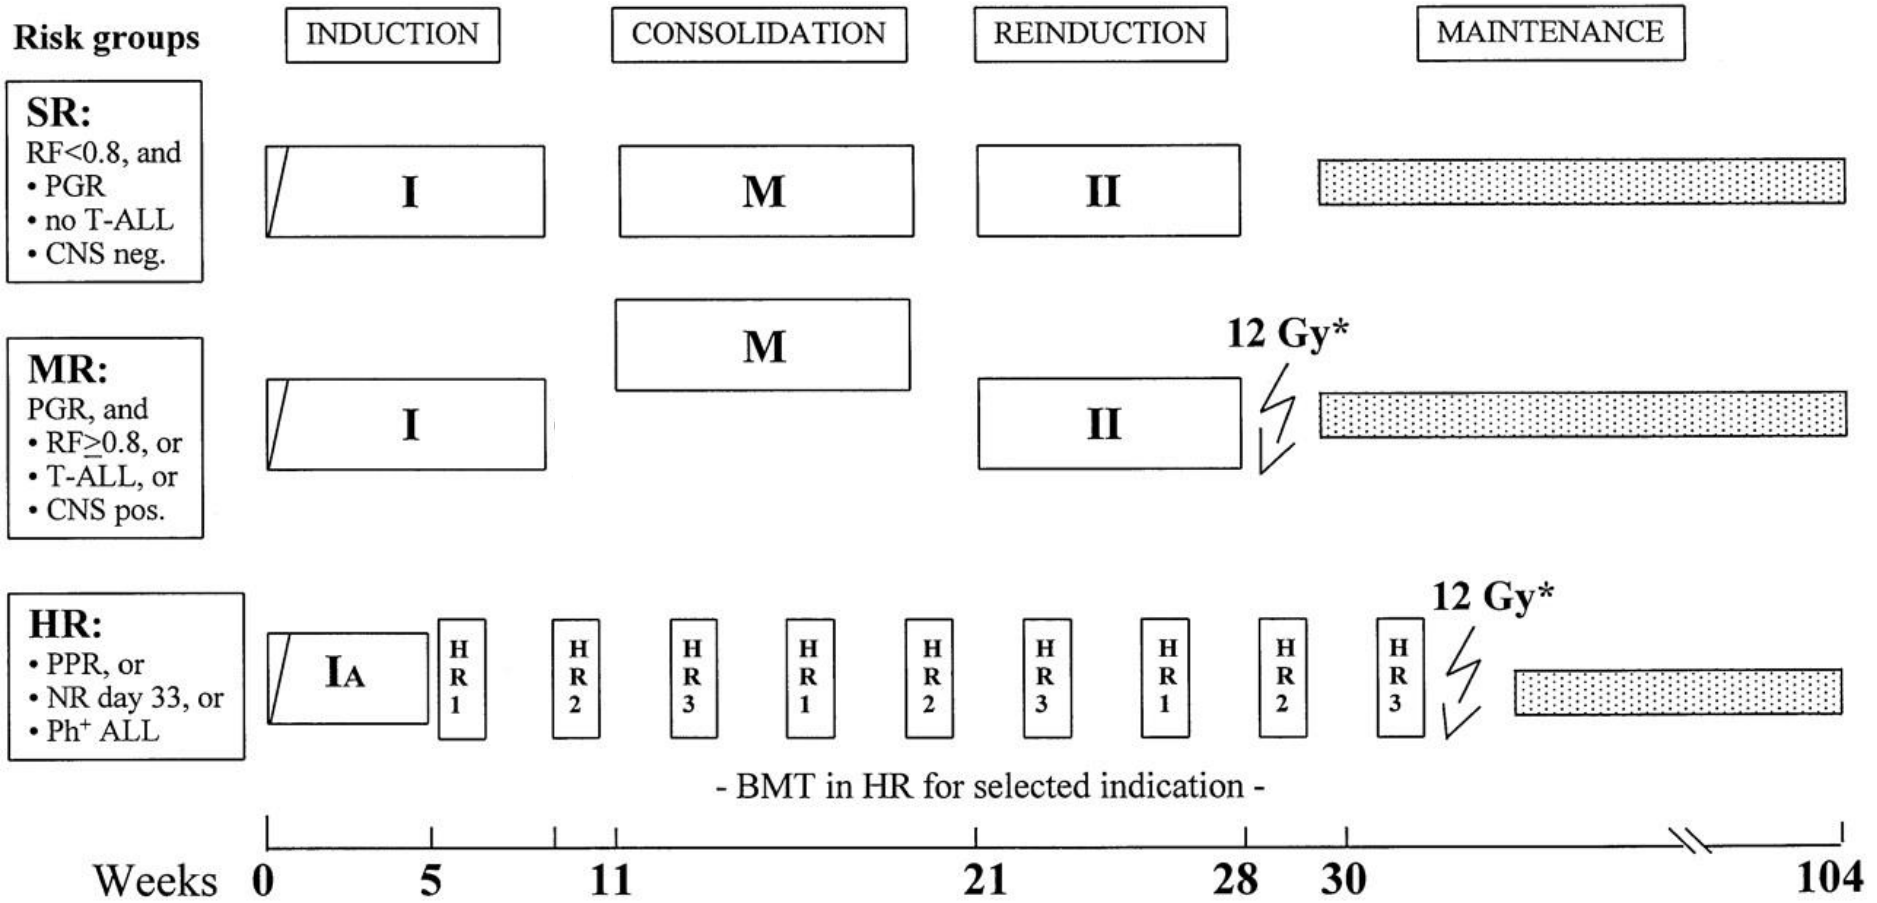 Risk groups
INDUCTION
CONSOLIDATION
REINDUCTION
MAINTENANCE
SR:
RF<0.8, and
• PGR
• no T-ALL
• CNS neg.
I
M
II
MR:
PGR, and
• RF≥0.8, or
• T-ALL, or
• CNS pos.
I
M
II
12 Gy*
HR:
• PPR, or
• NR day 33, or
• Ph⁺ ALL
IA
HR1
HR2
HR3
HR1
HR2
HR3
HR1
HR2
HR3
12 Gy*
- BMT in HR for selected indication -
Weeks 0 5 11 21 28 30 104